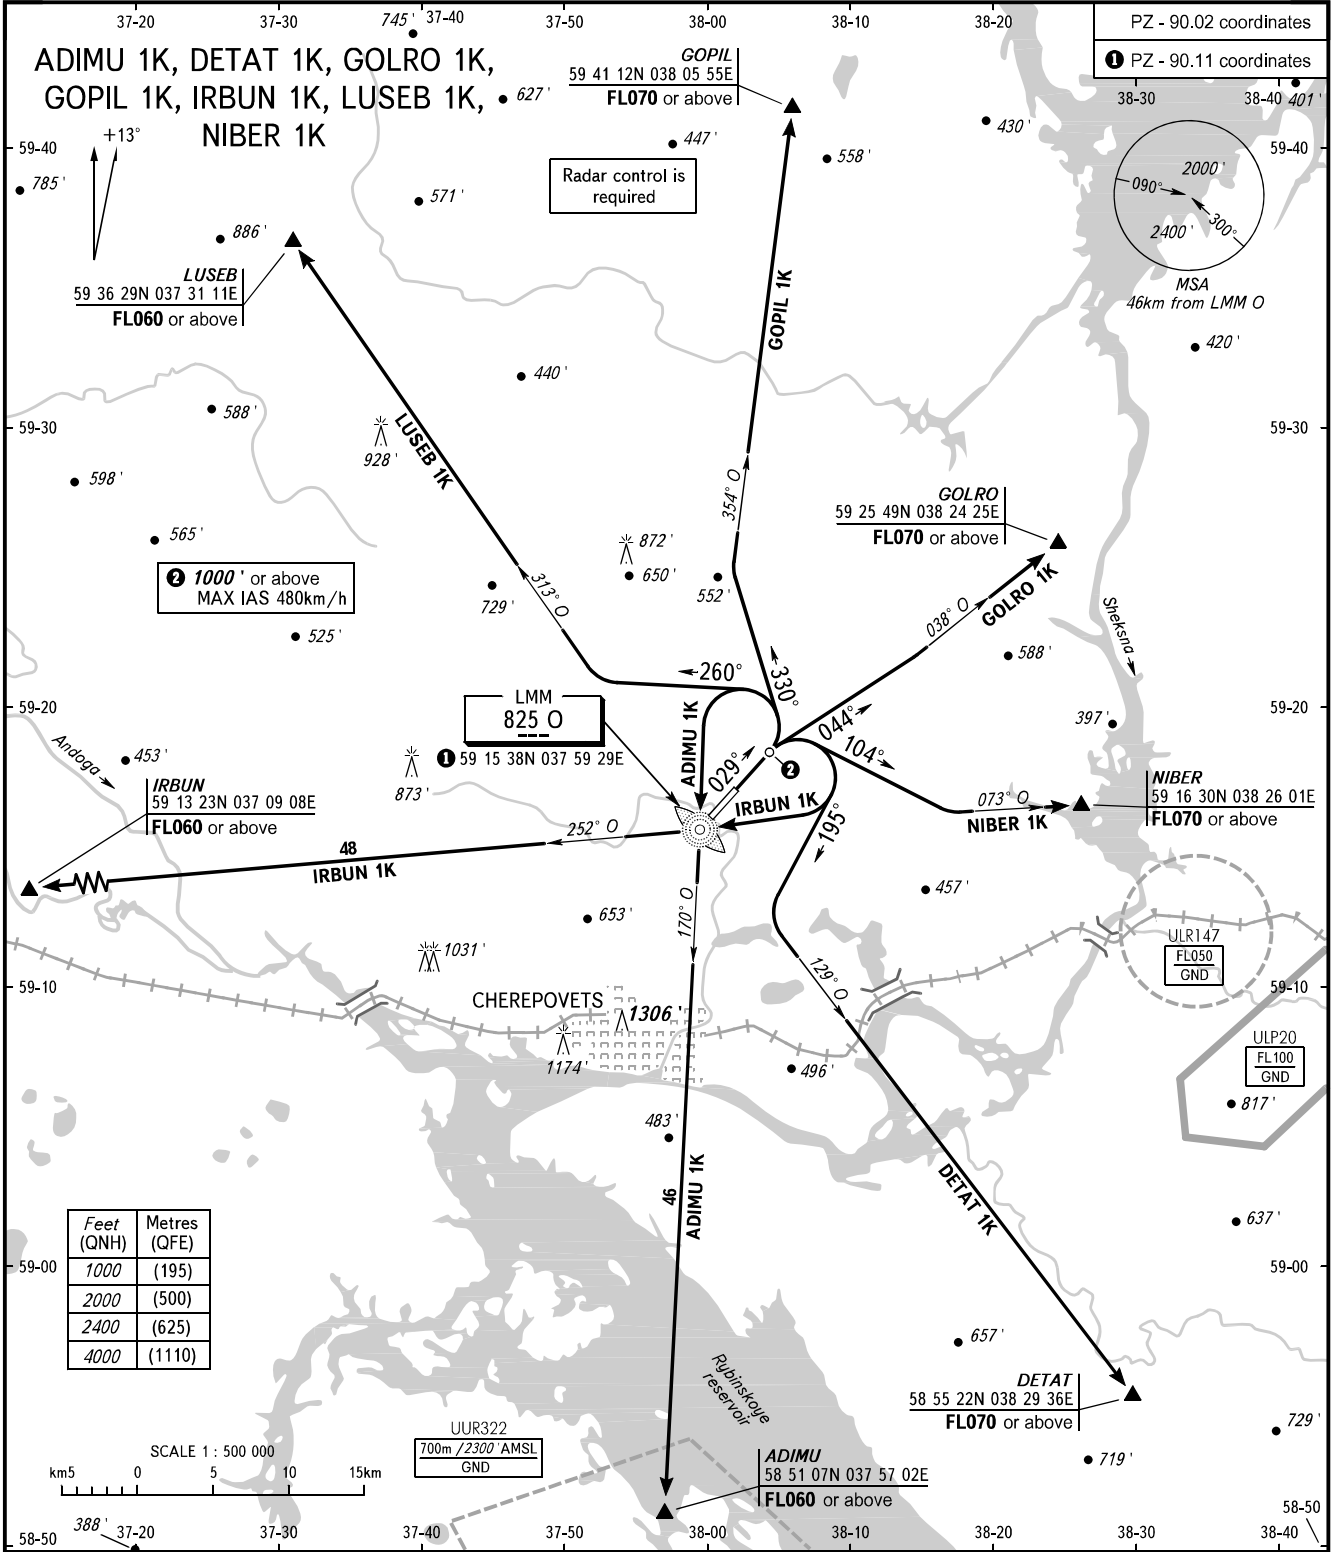 37-20
37-30
745'
37-40
37-50
38-00
38-10
38-20
PZ - 90.02 coordinates
❶ PZ - 90.11 coordinates
38-30
38-40
401'
ADIMU 1K, DETAT 1K, GOLRO 1K,
GOPIL 1K, IRBUN 1K, LUSEB 1K,
NIBER 1K
+13°
GOPIL
59 41 12N 038 05 55E
FL070 or above
627'
447'
558'
430'
59-40
59-40
785'
571'
886'
Radar control is
required
2000'
090°
300°
2400'
MSA
46km from LMM O
LUSEB
59 36 29N 037 31 11E
FL060 or above
GOPIL 1K
420'
440'
588'
59-30
59-30
928'
LUSEB 1K
598'
354° O
GOLRO
59 25 49N 038 24 25E
FL070 or above
565'
872'
650'
552'
❷ 1000' or above
MAX IAS 480km/h
729'
313° O
038° O
GOLRO 1K
Sheksna
525'
588'
260°
330°
LMM
825 O
❶ 59 15 38N 037 59 29E
ADIMU 1K
044°
104°
59-20
59-20
397'
Andoga
453'
873'
029°
❷
IRBUN 1K
195°
073° O
NIBER 1K
NIBER
59 16 30N 038 26 01E
FL070 or above
IRBUN
59 13 23N 037 09 08E
FL060 or above
252° O
48
IRBUN 1K
457'
653'
170° O
ULR147
FL050
GND
1031'
129° O
59-10
59-10
CHEREPOVETS
1306'
1174'
496'
ULP20
FL100
GND
817'
483'
46
ADIMU 1K
DETAT 1K
637'
Feet
(QNH)
Metres
(QFE)
1000
(195)
2000
(500)
2400
(625)
4000
(1110)
59-00
59-00
657'
Rybinskoye
reservoir
DETAT
58 55 22N 038 29 36E
FL070 or above
729'
719'
SCALE 1 : 500 000
km5
0
5
10
15km
UUR322
700m / 2300' AMSL
GND
ADIMU
58 51 07N 037 57 02E
FL060 or above
388'
58-50
58-50
37-20
37-30
37-40
37-50
38-00
38-10
38-20
38-30
38-40